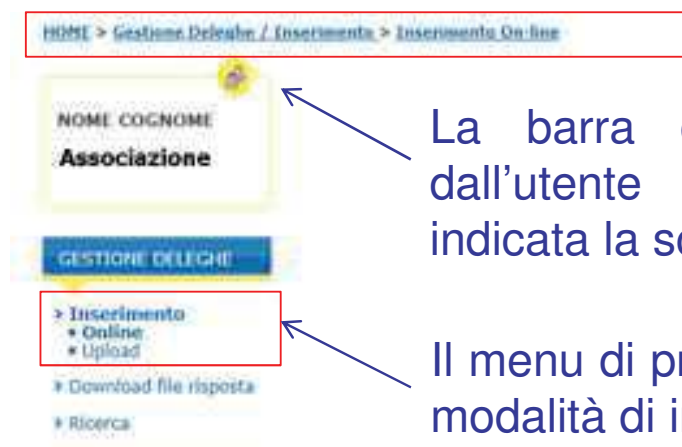 HOME > Gestione Deleghe / Inserimento > Inserimento On-line
NOME COGNOME
Associazione
La barra
dall'utente
indicata la
GESTIONE DELEGHE
> Inserimento
• Online
• Upload
Il menu di
modalità di
Download file risposta
Ricerca